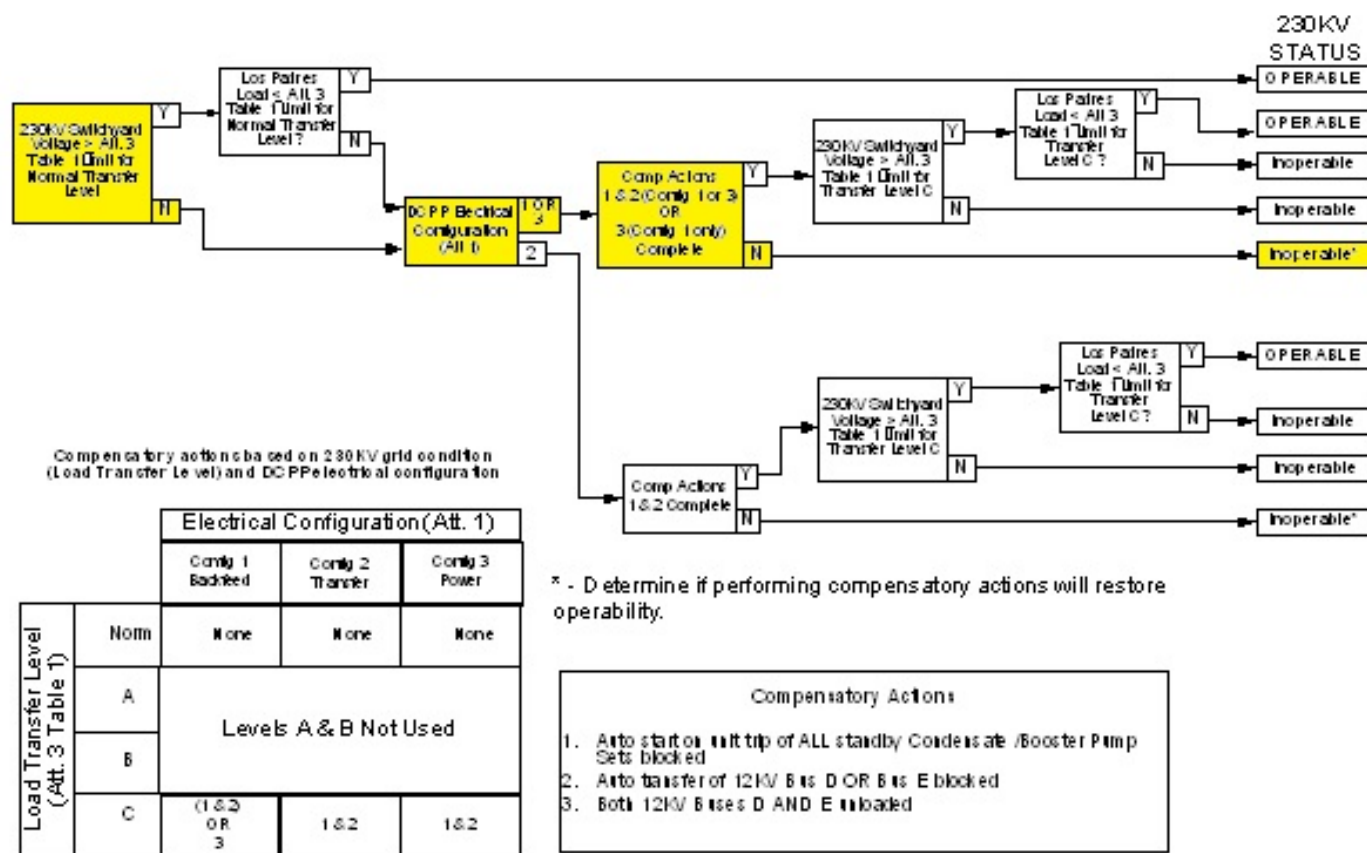 230KV
STATUS
230KV Switchyard
Voltage > Att. 3
Table 1 Limit for
Normal Transfer
Level
Y
N
Los Padres
Load < Att. 3
Table 1 Limit for
Normal Transfer
Level ?
Y
N
OPERABLE
DCPP Electrical
Configuration
(Att 1)
1 OR
3
2
Comp Actions
1 & 2 (Config 1 or 3)
OR
3 (Config 1 only)
Complete
Y
N
230KV Switchyard
Voltage > Att. 3
Table 1 Limit for
Transfer Level C
Y
N
Los Padres
Load < Att 3
Table 1 Limit for
Transfer
Level C ?
Y
N
OPERABLE
Inoperable
Inoperable
Inoperable*
Comp Actions
1 & 2 Complete
Y
N
230KV Switchyard
Voltage > Att. 3
Table 1 Limit for
Transfer Level C
Y
N
Los Padres
Load < Att. 3
Table 1 Limit for
Transfer
Level C ?
Y
N
OPERABLE
Inoperable
Inoperable
Inoperable*
Compensatory actions based on 230KV grid condition
(Load Transfer Level) and DCPP electrical configuration
Electrical Configuration (Att. 1)
Config 1
Backfeed
Config 2
Transfer
Config 3
Power
Load Transfer Level
(Att. 3 Table 1)
Norm
None
None
None
A
B
Levels A & B Not Used
C
(1 & 2)
OR
3
1 & 2
1 & 2
* - Determine if performing compensatory actions will restore
operability.
Compensatory Actions
1. Auto start on unit trip of ALL standby Condensate /Booster Pump
Sets blocked
2. Auto transfer of 12KV Bus D OR Bus E blocked
3. Both 12KV Buses D AND E unloaded